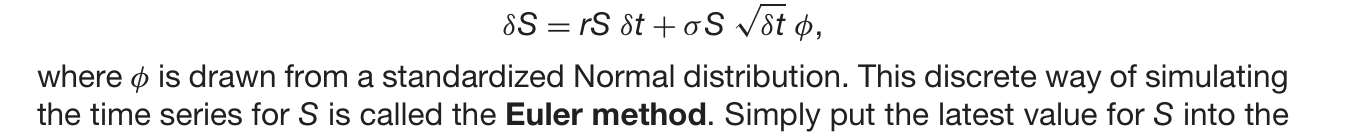 δS = rS δt + σS √δt ϕ,
where ϕ is drawn from a standardized Normal distribution. This discrete way of simulating
the time series for S is called the Euler method. Simply put the latest value for S into the